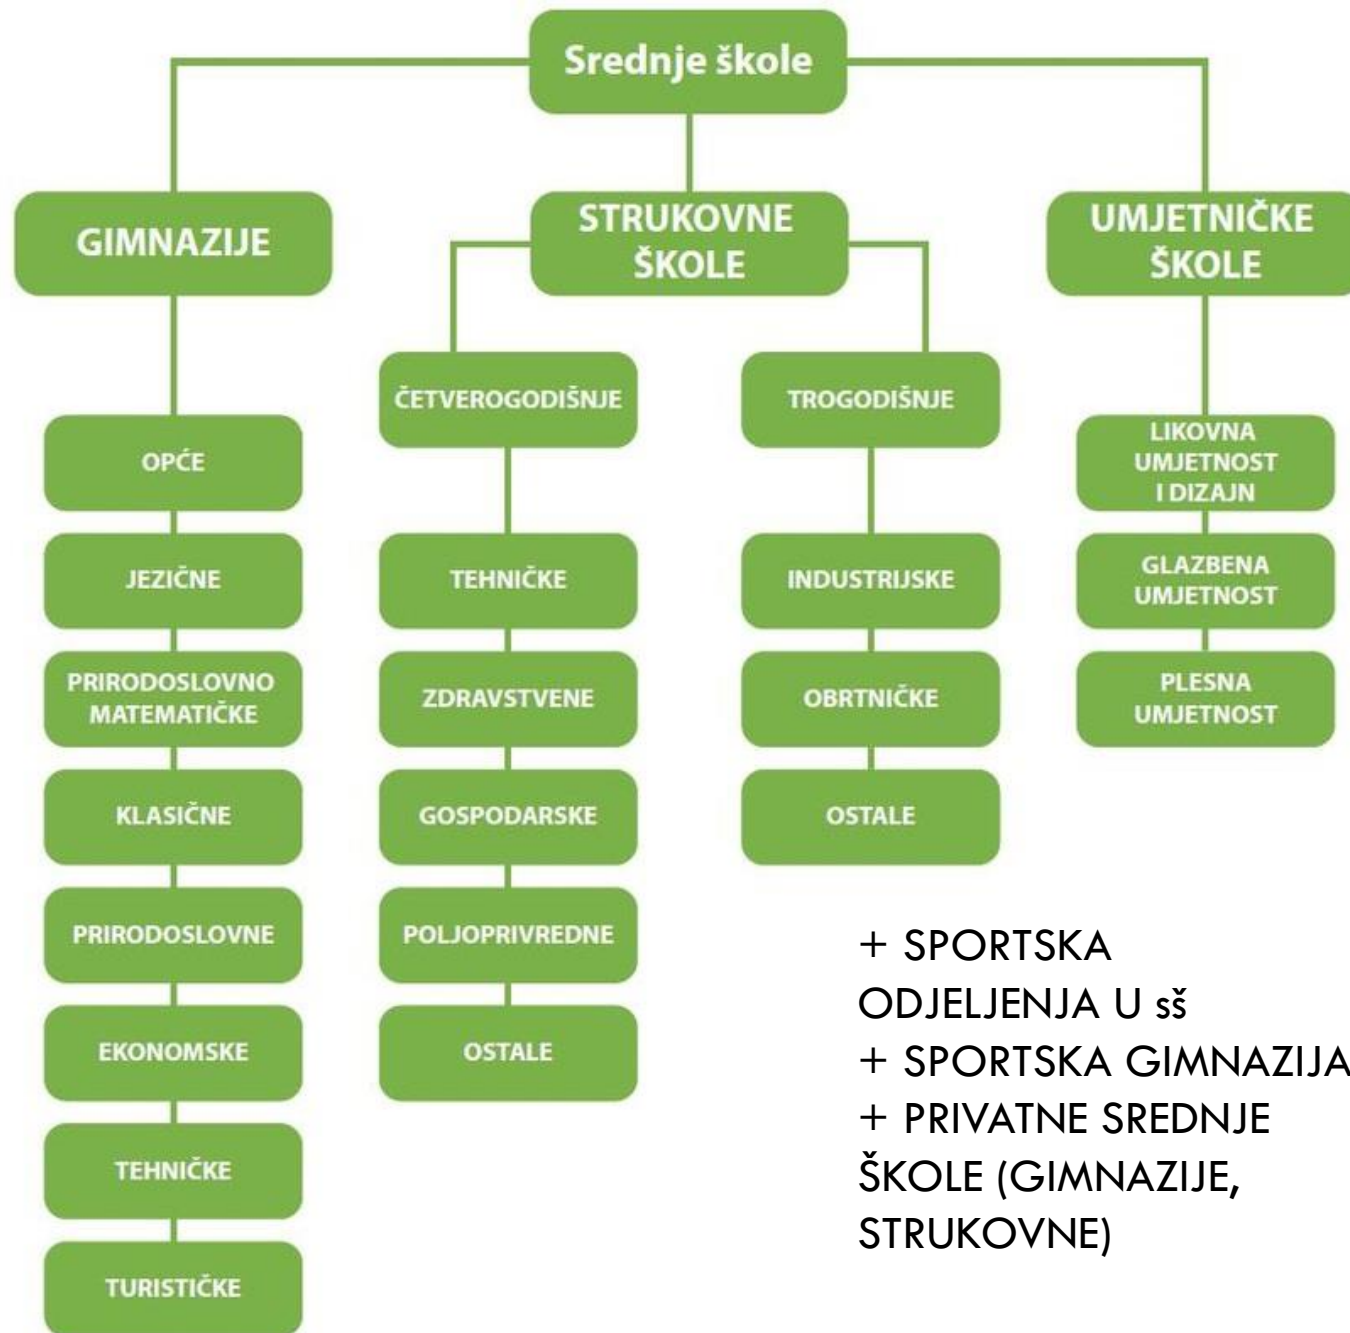 Srednje škole
GIMNAZIJE
OPĆE
JEZIČNE
PRIRODOSLOVNO
MATEMATIČKE
KLASIČNE
PRIRODOSLOVNE
EKONOMSKE
TEHNIČKE
TURISTIČKE
STRUKOVNE
ŠKOLE
ČETVEROGODIŠNJE
TEHNIČKE
ZDRAVSTVENE
GOSPODARSKE
POLJOPRIVREDNE
OSTALE
TROGODIŠNJE
INDUSTRIJSKE
OBRTNIČKE
OSTALE
UMJETNIČKE
ŠKOLE
LIKOVNA
UMJETNOST
I DIZAJN
GLAZBENA
UMJETNOST
PLESNA
UMJETNOST
+ SPORTSKA
ODJELJENJA U sš
+ SPORTSKA GIMNAZIJA
+ PRIVATNE SREDNJE
ŠKOLE (GIMNAZIJE,
STRUKOVNE)